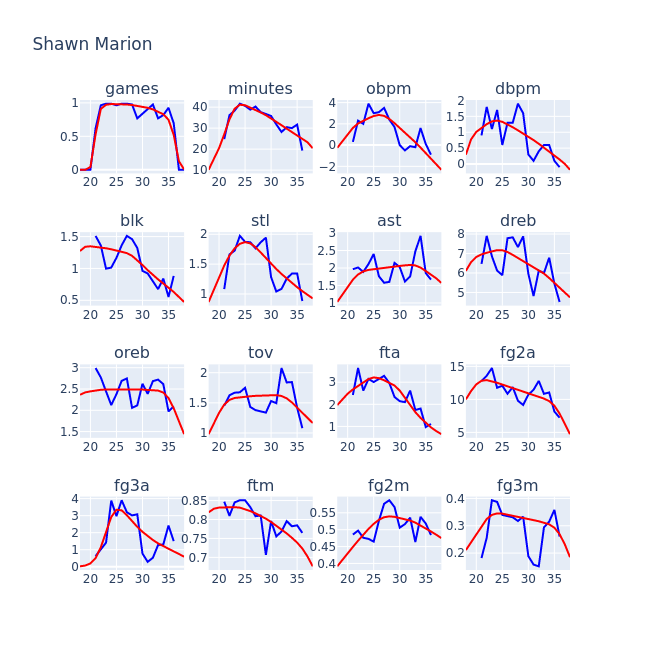 Shawn Marion
games minutes obpm dbpm
1 0.5 0 20 25 30 35
40 30 20 10 20 25 30 35
4 2 0 −2 20 25 30 35
2 1.5 1 0.5 0 20 25 30 35
blk stl ast dreb
1.5 1 0.5 20 25 30 35
2 1.5 1 20 25 30 35
3 2.5 2 1.5 1 20 25 30 35
8 7 6 5 20 25 30 35
oreb tov fta fg2a
3 2.5 2 1.5 20 25 30 35
2 1.5 1 20 25 30 35
3 2 1 20 25 30 35
15 10 5 20 25 30 35
fg3a ftm fg2m fg3m
4 3 2 1 0 20 25 30 35
0.85 0.8 0.75 0.7 20 25 30 35
0.55 0.5 0.45 0.4 20 25 30 35
0.4 0.3 0.2 20 25 30 35